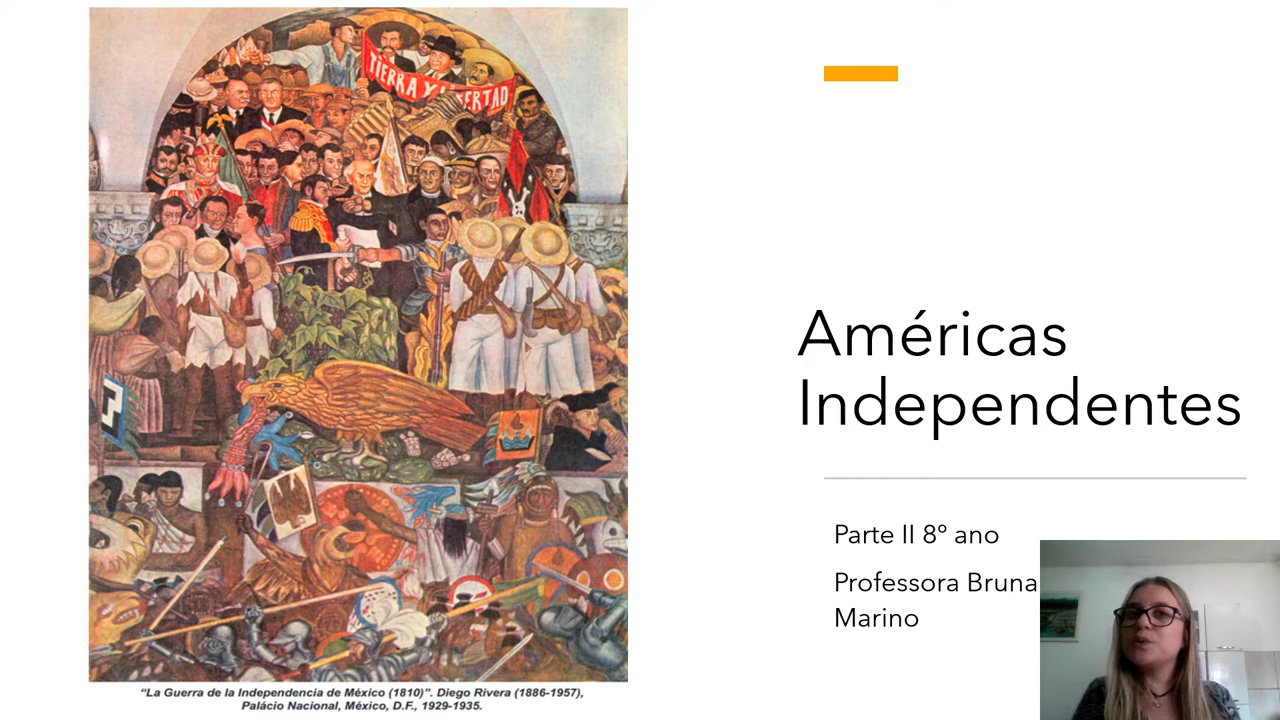 TIERRA Y LIBERTAD
Américas
Independentes
Parte II 8º ano
Professora Bruna
Marino
“La Guerra de la Independencia de México (1810)”. Diego Rivera (1886-1957),
Palácio Nacional, México, D.F., 1929-1935.